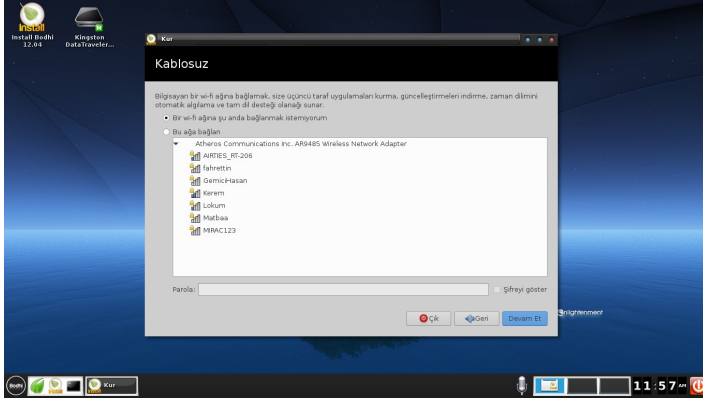 install
Install Bodhi
12.04
Kingston
DataTraveler...
Kur
Kablosuz
Bilgisayarı bir wi-fi ağına bağlamak, size üçüncü taraf uygulamaları kurma, güncelleştirmeleri indirme, zaman dilimini
otomatik algılama ve tam dil desteği olanağı sunar.
Bir wi-fi ağına şu anda bağlanmak istemiyorum
Bu ağa bağlan
Atheros Communications Inc. AR9485 Wireless Network Adapter
AIRTIES_RT-206
fahrettin
GemiciHasan
Kerem
Lokum
Matbaa
MIRAC123
Parola:
Şifreyi göster
Çık
Geri
Devam Et
Enlightenment
Bodhi
Kur
11:57 AM